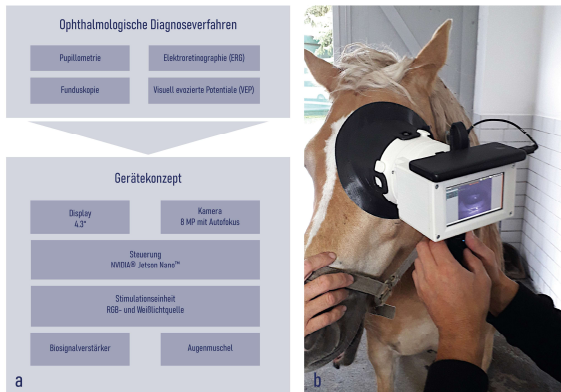 Ophthalmologische Diagnoseverfahren
Pupillometrie
Elektroretinographie (ERG)
Funduskopie
Visuell evozierte Potentiale (VEP)
Gerätekonzept
Display
4.3"
Kamera
8 MP mit Autofokus
Steuerung
NVIDIA® Jetson Nano™
Stimulationseinheit
RGB- und Weißlichtquelle
Biosignalverstärker
Augenmuschel
a
b